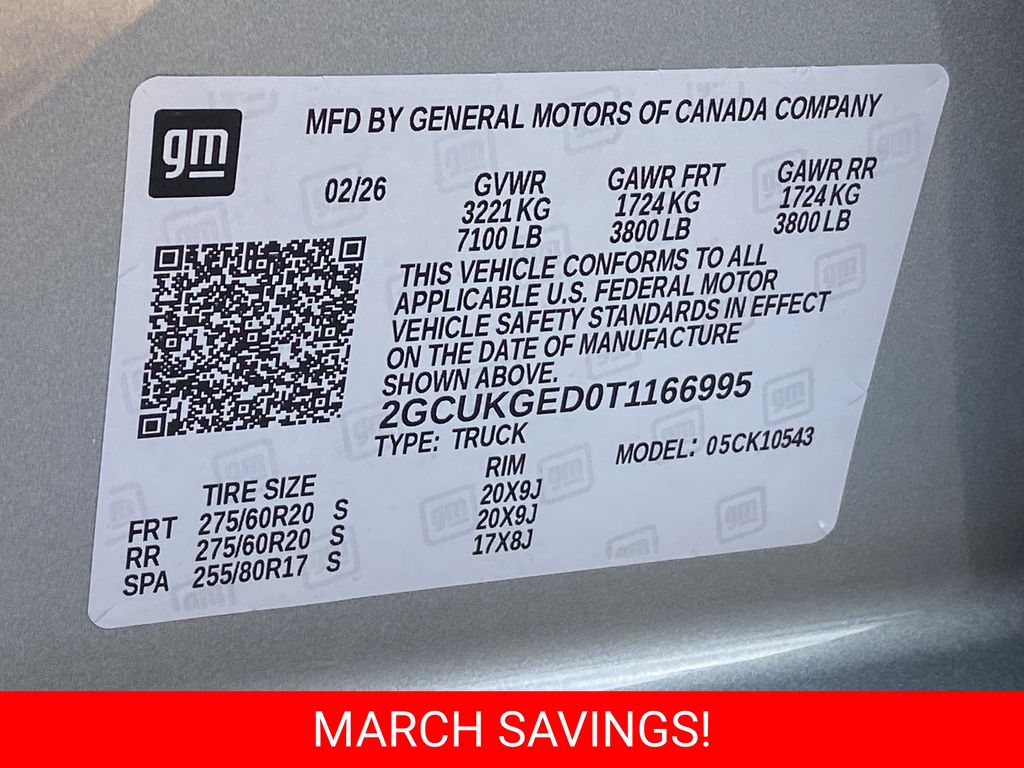 gm
MFD BY GENERAL MOTORS OF CANADA COMPANY
02/26
GVWR
3221 KG
7100 LB
GAWR FRT
1724 KG
3800 LB
GAWR RR
1724 KG
3800 LB
THIS VEHICLE CONFORMS TO ALL
APPLICABLE U.S. FEDERAL MOTOR
VEHICLE SAFETY STANDARDS IN EFFECT
ON THE DATE OF MANUFACTURE
SHOWN ABOVE.
2GCUKGED0T1166995
TYPE: TRUCK
MODEL: 05CK10543
TIRE SIZE
RIM
FRT 275/60R20 S 20X9J
RR 275/60R20 S 20X9J
SPA 255/80R17 S 17X8J
MARCH SAVINGS!